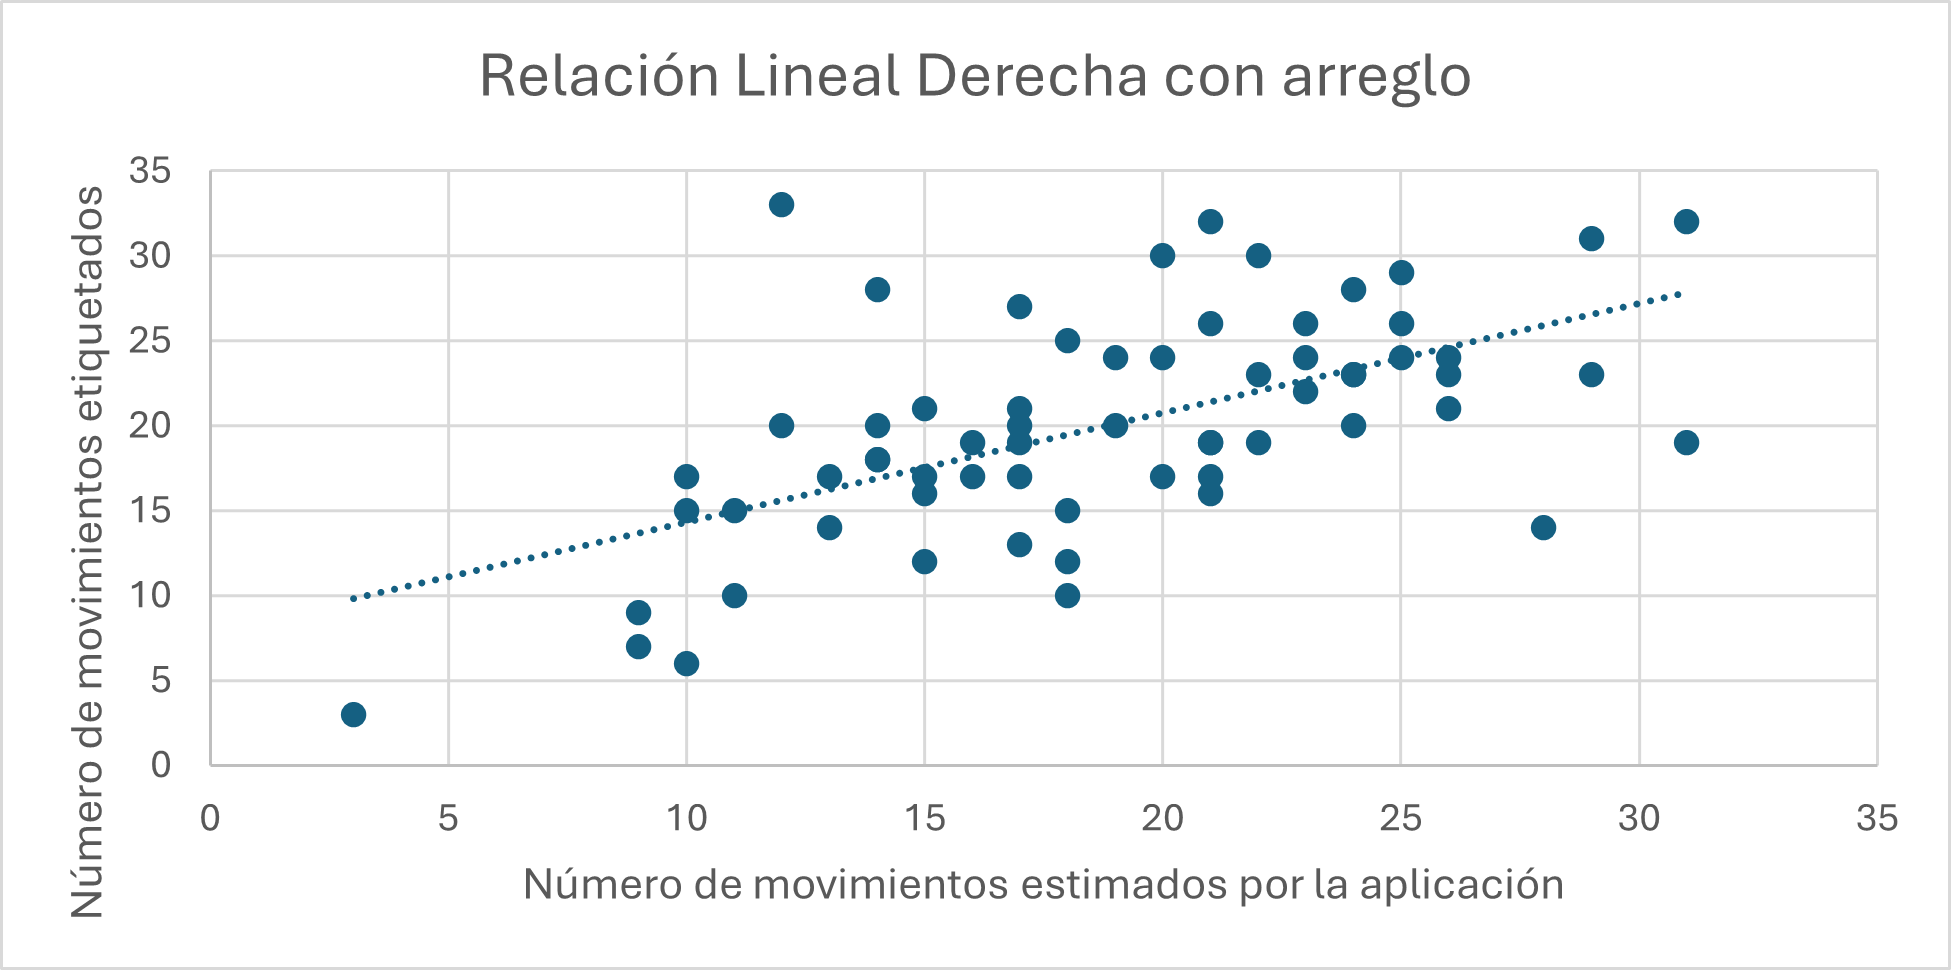 Relación Lineal Derecha con arreglo
Número de movimientos etiquetados
35
30
25
20
15
10
5
0
0 5 10 15 20 25 30 35
Número de movimientos estimados por la aplicación